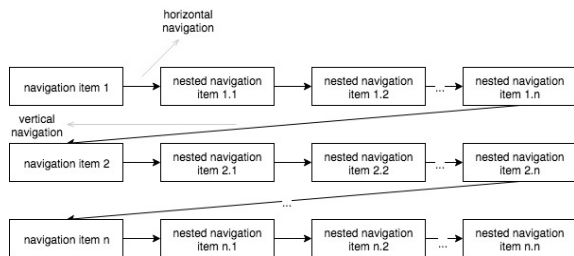 horizontal
navigation
navigation item 1
nested navigation
item 1.1
nested navigation
item 1.2
...
nested navigation
item 1.n
vertical
navigation
navigation item 2
nested navigation
item 2.1
nested navigation
item 2.2
...
nested navigation
item 2.n
...
navigation item n
nested navigation
item n.1
nested navigation
item n.2
...
nested navigation
item n.n